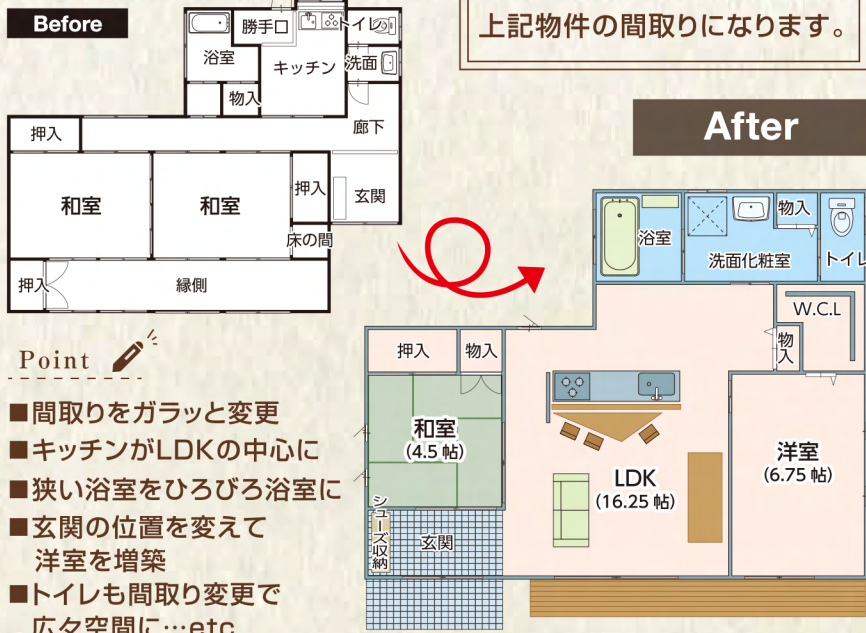 Before
勝手口
トイレ
浴室
キッチン
洗面
物入
押入
廊下
和室
和室
押入
玄関
床の間
押入
縁側
上記物件の間取りになります。
After
浴室
洗面化粧室
物入
トイレ
W.C.L
押入
物入
物入
和室
(4.5 帖)
LDK
(16.25 帖)
洋室
(6.75 帖)
シューズ収納
玄関
Point
■間取りをガラッと変更
■キッチンがLDKの中心に
■狭い浴室をひろびろ浴室に
■玄関の位置を変えて
洋室を増築
■トイレも間取り変更で
広々空間に…etc